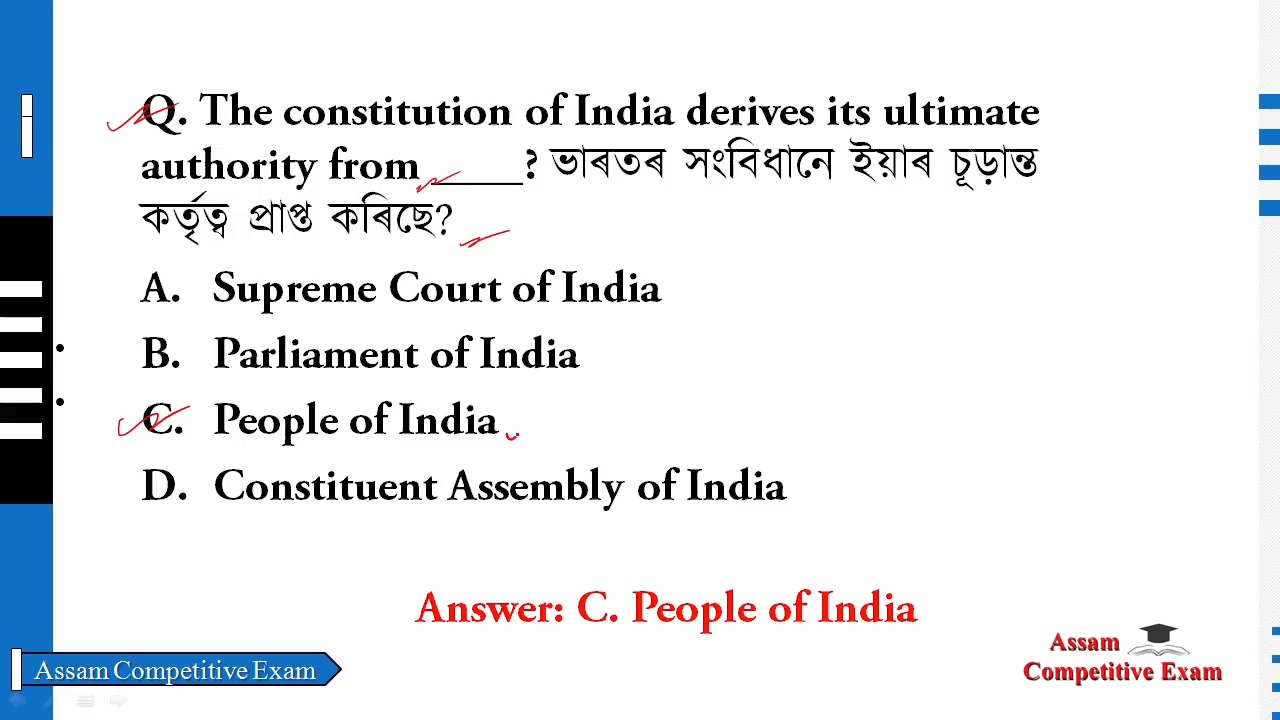 Q. The constitution of India derives its ultimate
authority from _____? ভাৰতৰ সংবিধানে ইয়াৰ চূড়ান্ত
কৰ্তৃত্ব প্ৰাপ্ত কৰিছে?
A. Supreme Court of India
B. Parliament of India
C. People of India
D. Constituent Assembly of India
Answer: C. People of India
Assam Competitive Exam
Assam
Competitive Exam